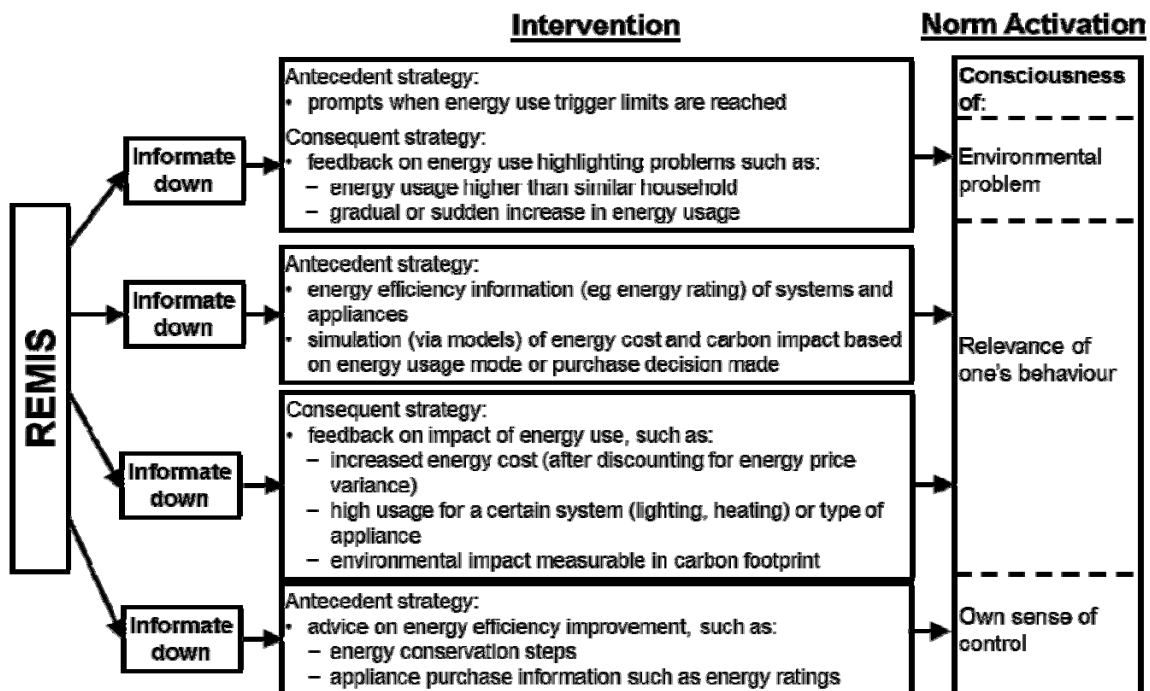 Intervention
Norm Activation
REMIS
Informate
down
Antecedent strategy:
• prompts when energy use trigger limits are reached
Consequent strategy:
• feedback on energy use highlighting problems such as:
– energy usage higher than similar household
– gradual or sudden increase in energy usage
Consciousness
of:
Environmental
problem
Informate
down
Antecedent strategy:
• energy efficiency information (eg energy rating) of systems and
appliances
• simulation (via models) of energy cost and carbon impact based
on energy usage mode or purchase decision made
Relevance of
one's behaviour
Informate
down
Consequent strategy:
• feedback on impact of energy use, such as:
– increased energy cost (after discounting for energy price
variance)
– high usage for a certain system (lighting, heating) or type of
appliance
– environmental impact measurable in carbon footprint
Informate
down
Antecedent strategy:
• advice on energy efficiency improvement, such as:
– energy conservation steps
– appliance purchase information such as energy ratings
Own sense of
control